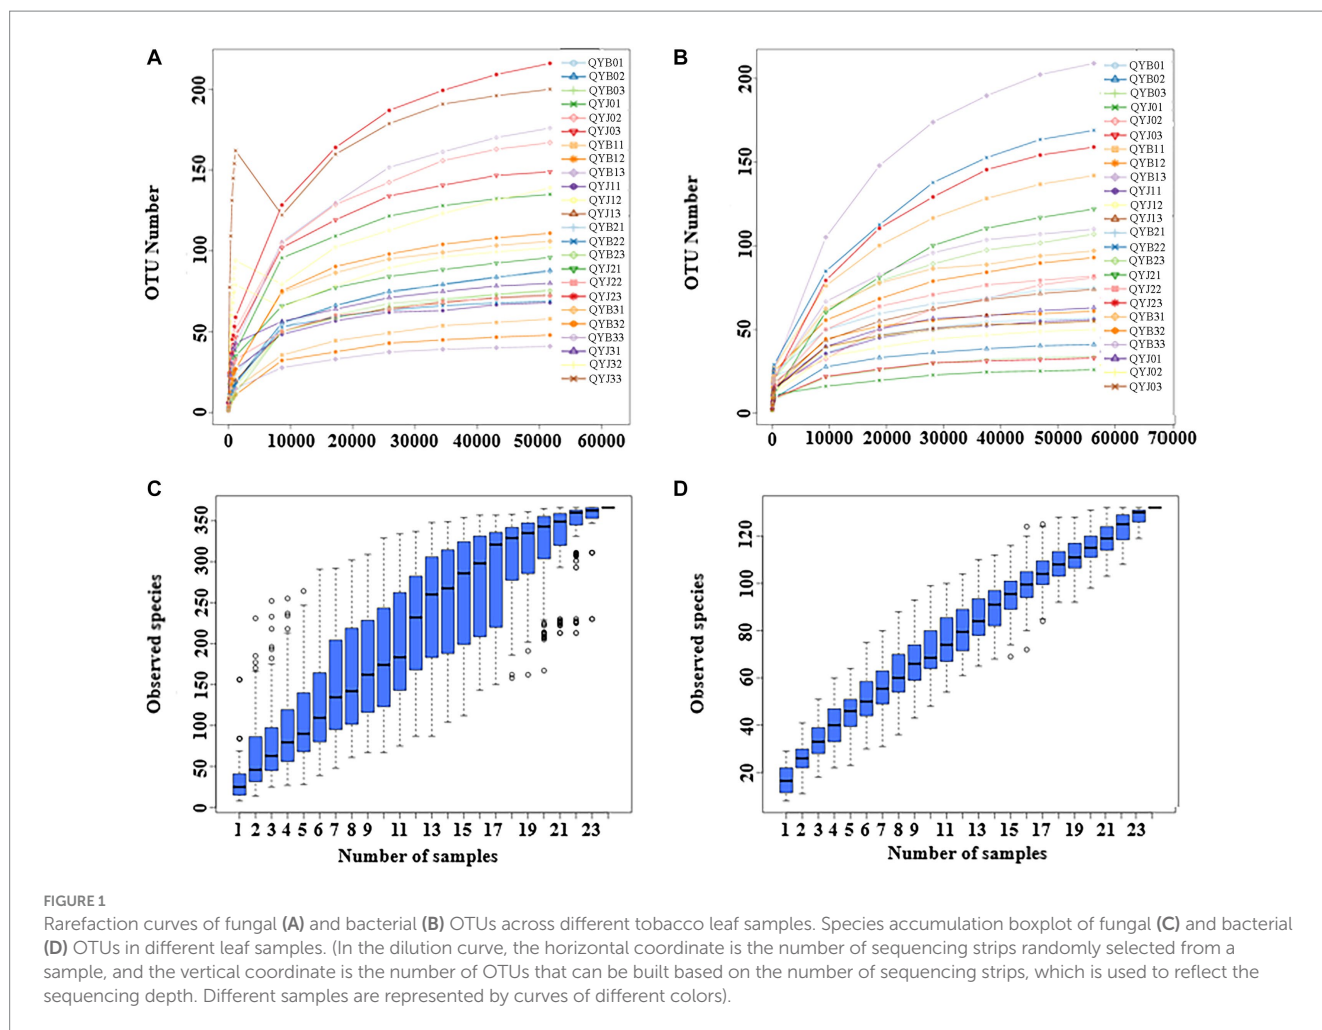 A
OTU Number
200
150
100
50
0
0 10000 20000 30000 40000 50000 60000
QYB01
QYB02
QYB03
QYJ01
QYJ02
QYJ03
QYB11
QYB12
QYB13
QYJ11
QYJ12
QYJ13
QYB21
QYB22
QYB23
QYJ21
QYJ22
QYJ23
QYB31
QYB32
QYB33
QYJ31
QYJ32
QYJ33
B
OTU Number
200
150
100
50
0
0 10000 20000 30000 40000 50000 60000 70000
QYB01
QYB02
QYB03
QYJ01
QYJ02
QYJ03
QYB11
QYB12
QYB13
QYJ11
QYJ12
QYJ13
QYB21
QYB22
QYB23
QYJ21
QYJ22
QYJ23
QYB31
QYB32
QYB33
QYJ01
QYJ02
QYJ03
C
Observed species
350
300
250
200
150
100
50
0
1 2 3 4 5 6 7 8 9 11 13 15 17 19 21 23
Number of samples
D
Observed species
120
100
80
60
40
20
1 2 3 4 5 6 7 8 9 11 13 15 17 19 21 23
Number of samples
FIGURE 1
Rarefaction curves of fungal (A) and bacterial (B) OTUs across different tobacco leaf samples. Species accumulation boxplot of fungal (C) and bacterial
(D) OTUs in different leaf samples. (In the dilution curve, the horizontal coordinate is the number of sequencing strips randomly selected from a
sample, and the vertical coordinate is the number of OTUs that can be built based on the number of sequencing strips, which is used to reflect the
sequencing depth. Different samples are represented by curves of different colors).